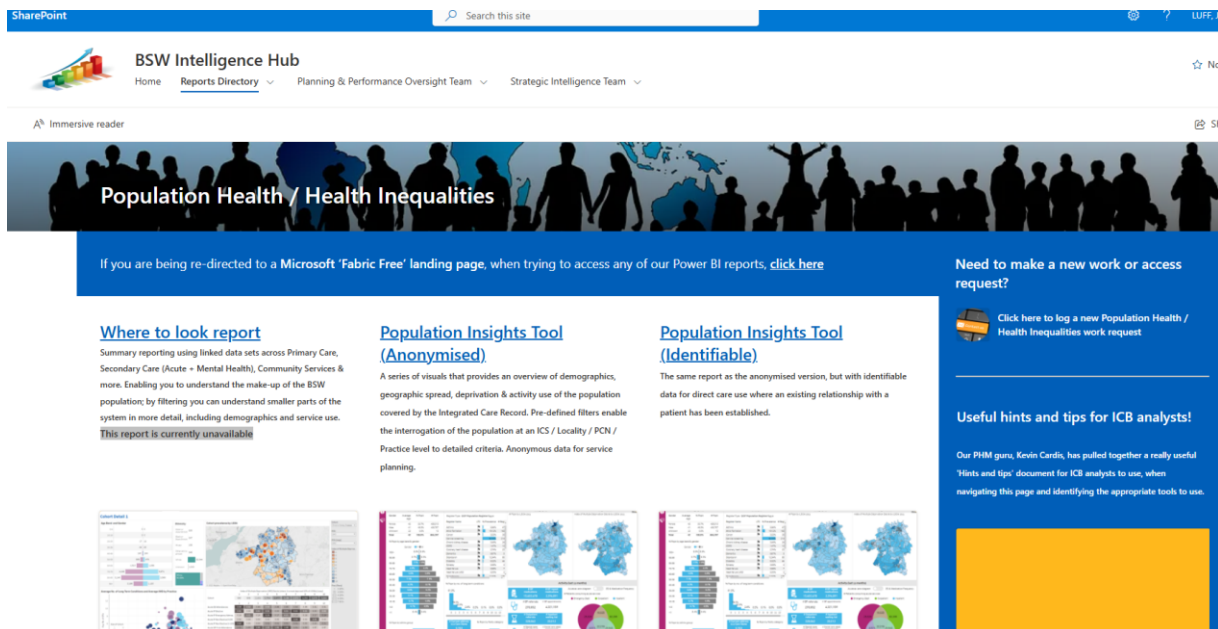 SharePoint
Search this site
?
LUFF, J
BSW Intelligence Hub
Home Reports Directory Planning & Performance Oversight Team Strategic Intelligence Team
Immersive reader
Population Health / Health Inequalities
If you are being re-directed to a Microsoft 'Fabric Free' landing page, when trying to access any of our Power BI reports, click here
Where to look report
Summary reporting using linked data sets across Primary Care,
Secondary Care (Acute + Mental Health), Community Services &
more. Enabling you to understand the make-up of the BSW
population; by filtering you can understand smaller parts of the
system in more detail, including demographics and service use.
This report is currently unavailable
Population Insights Tool
(Anonymised)
A series of visuals that provides an overview of demographics,
geographic spread, deprivation & activity use of the population
covered by the Integrated Care Record. Pre-defined filters enable
the interrogation of the population at an ICS / Locality / PCN /
Practice level to detailed criteria. Anonymous data for service
planning.
Population Insights Tool
(Identifiable)
The same report as the anonymised version, but with identifiable
data for direct care use where an existing relationship with a
patient has been established.
Need to make a new work or access
request?
Click here to log a new Population Health /
Health Inequalities work request
Useful hints and tips for ICB analysts!
Our PHM guru, Kevin Cardis, has pulled together a really useful
'Hints and tips' document for ICB analysts to use, when
navigating this page and identifying the appropriate tools to use.